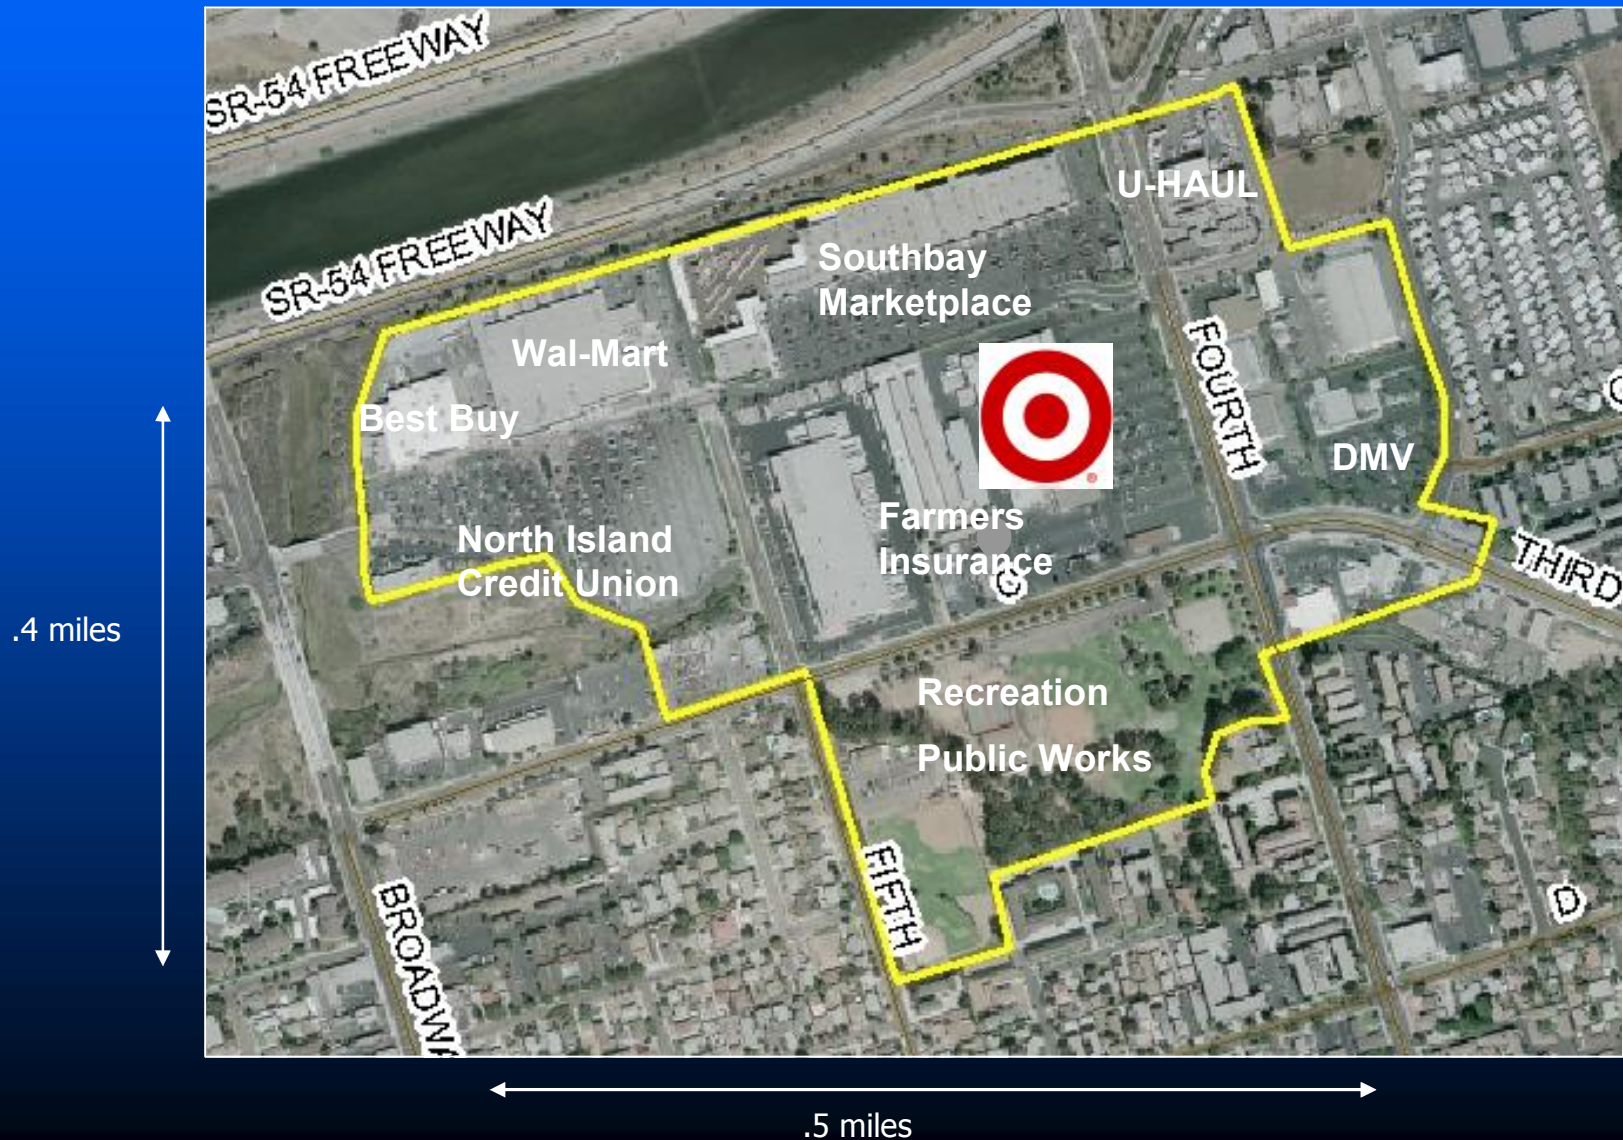 SR-54 FREEWAY
SR-54 FREEWAY
U-HAUL
Southbay
Marketplace
Wal-Mart
FOURTH
Best Buy
DMV
Farmers
Insurance
North Island
Credit Union
THIRD
.4 miles
Recreation
Public Works
FIFTH
BROADWA
D
.5 miles